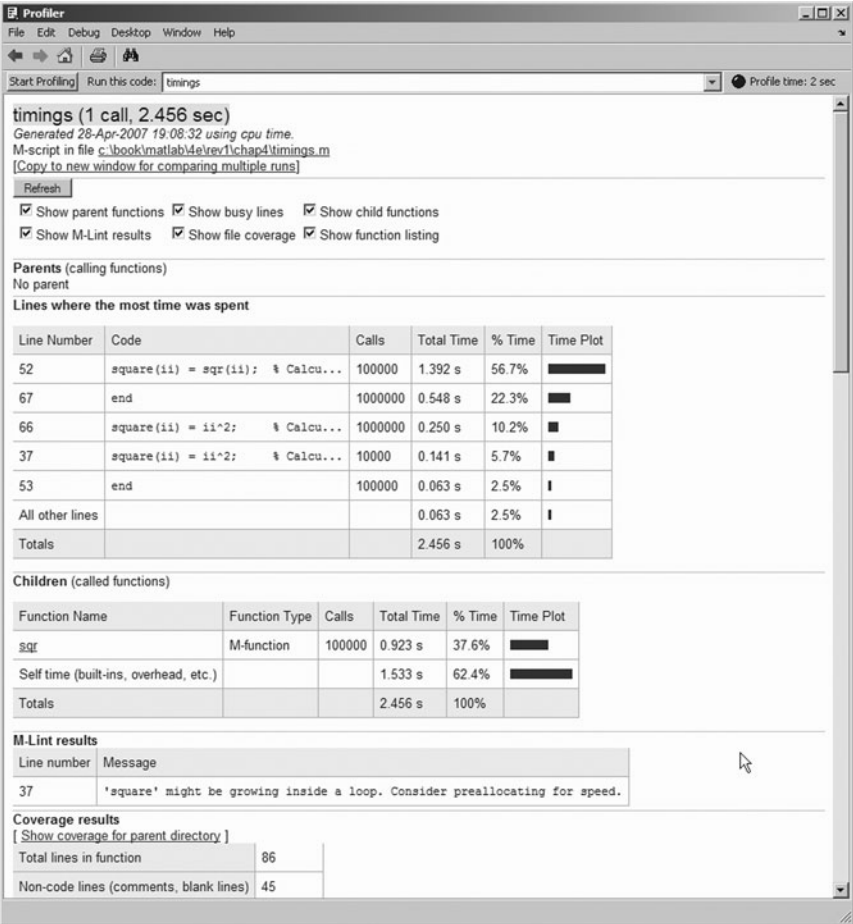 Profiler
File Edit Debug Desktop Window Help
Start Profiling Run this code: timings Profile time: 2 sec
timings (1 call, 2.456 sec)
Generated 28-Apr-2007 19:08:32 using cpu time.
M-script in file c:\book\matlab\4e\rev1\chap4\timings.m
[Copy to new window for comparing multiple runs]
Refresh
Show parent functions Show busy lines Show child functions
Show M-Lint results Show file coverage Show function listing
Parents (calling functions)
No parent
Lines where the most time was spent
Line Number Code Calls Total Time % Time Time Plot
52 square(ii) = sqr(ii); % Calcu... 100000 1.392 s 56.7%
67 end 1000000 0.548 s 22.3%
66 square(ii) = ii^2; % Calcu... 1000000 0.250 s 10.2%
37 square(ii) = ii^2; % Calcu... 10000 0.141 s 5.7%
53 end 100000 0.063 s 2.5%
All other lines 0.063 s 2.5%
Totals 2.456 s 100%
Children (called functions)
Function Name Function Type Calls Total Time % Time Time Plot
sqr M-function 100000 0.923 s 37.6%
Self time (built-ins, overhead, etc.) 1.533 s 62.4%
Totals 2.456 s 100%
M-Lint results
Line number Message
37 'square' might be growing inside a loop. Consider preallocating for speed.
Coverage results
[ Show coverage for parent directory ]
Total lines in function 86
Non-code lines (comments, blank lines) 45